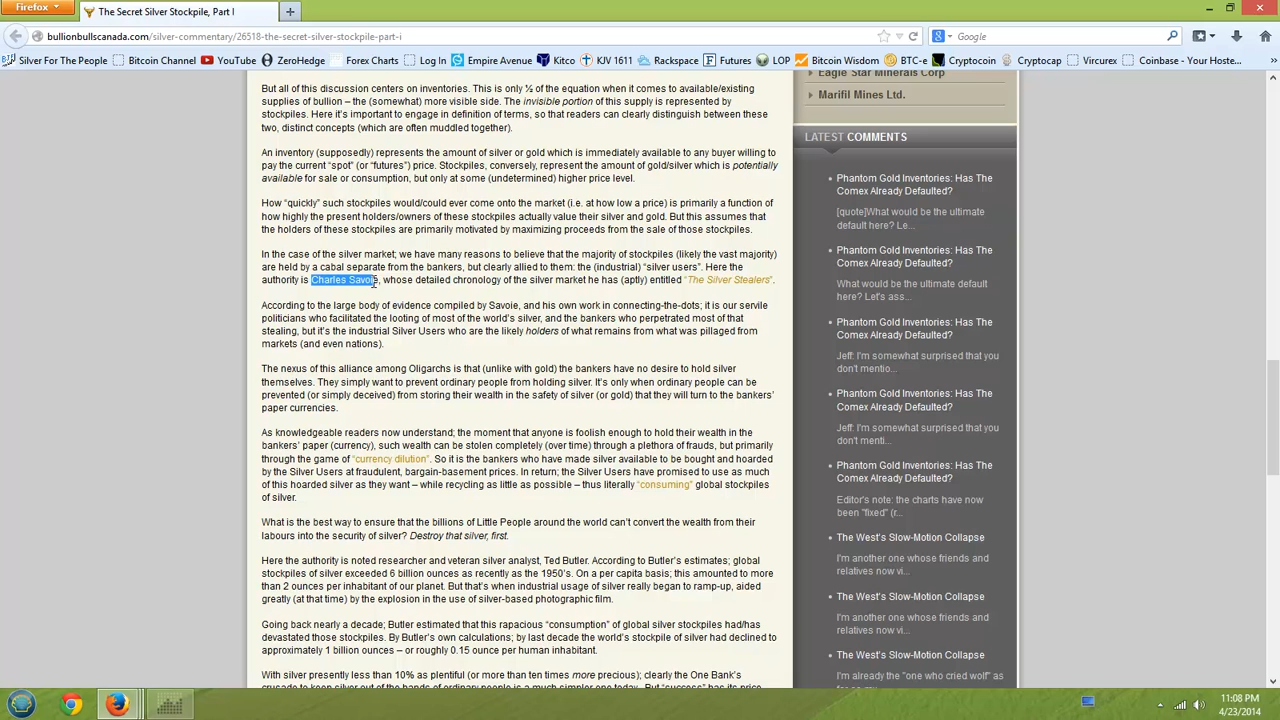 Firefox
The Secret Silver Stockpile, Part I
bullionbullscanada.com/silver-commentary/26518-the-secret-silver-stockpile-part-i
Google
Silver For The People
Bitcoin Channel
YouTube
ZeroHedge
Forex Charts
Log In
Empire Avenue
Kitco
KJV 1611
Rackspace
Futures
LOP
Bitcoin Wisdom
BTC-e
Cryptocoin
Cryptocap
Vircurex
Coinbase - Your Hoste...
But all of this discussion centers on inventories. This is only ½ of the equation when it comes to available/existing
supplies of bullion – the (somewhat) more visible side. The invisible portion of this supply is represented by
stockpiles. Here it's important to engage in definition of terms, so that readers can clearly distinguish between these
two, distinct concepts (which are often muddled together).
An inventory (supposedly) represents the amount of silver or gold which is immediately available to any buyer willing to
pay the current “spot” (or “futures”) price. Stockpiles, conversely, represent the amount of gold/silver which is potentially
available for sale or consumption, but only at some (undetermined) higher price level.
How “quickly” such stockpiles would/could ever come onto the market (i.e. at how low a price) is primarily a function of
how highly the present holders/owners of these stockpiles actually value their silver and gold. But this assumes that
the holders of these stockpiles are primarily motivated by maximizing proceeds from the sale of those stockpiles.
In the case of the silver market; we have many reasons to believe that the majority of stockpiles (likely the vast majority)
are held by a cabal separate from the bankers, but clearly allied to them: the (industrial) “silver users”. Here the
authority is Charles Savoie, whose detailed chronology of the silver market he has (aptly) entitled “The Silver Stealers”.
According to the large body of evidence compiled by Savoie, and his own work in connecting-the-dots; it is our servile
politicians who facilitated the looting of most of the world's silver, and the bankers who perpetrated most of that
stealing, but it's the industrial Silver Users who are the likely holders of what remains from what was pillaged from
markets (and even nations).
The nexus of this alliance among Oligarchs is that (unlike with gold) the bankers have no desire to hold silver
themselves. They simply want to prevent ordinary people from holding silver. It's only when ordinary people can be
prevented (or simply deceived) from storing their wealth in the safety of silver (or gold) that they will turn to the bankers'
paper currencies.
As knowledgeable readers now understand; the moment that anyone is foolish enough to hold their wealth in the
bankers' paper (currency), such wealth can be stolen completely (over time) through a plethora of frauds, but primarily
through the game of “currency dilution”. So it is the bankers who have made silver available to be bought and hoarded
by the Silver Users at fraudulent, bargain-basement prices. In return; the Silver Users have promised to use as much
of this hoarded silver as they want – while recycling as little as possible – thus literally “consuming” global stockpiles
of silver.
What is the best way to ensure that the billions of Little People around the world can't convert the wealth from their
labours into the security of silver? Destroy that silver, first.
Here the authority is noted researcher and veteran silver analyst, Ted Butler. According to Butler's estimates; global
stockpiles of silver exceeded 6 billion ounces as recently as the 1950's. On a per capita basis; this amounted to more
than 2 ounces per inhabitant of our planet. But that's when industrial usage of silver really began to ramp-up, aided
greatly (at that time) by the explosion in the use of silver-based photographic film.
Going back nearly a decade; Butler estimated that this rapacious “consumption” of global silver stockpiles had/has
devastated those stockpiles. By Butler's own calculations; by last decade the world's stockpile of silver had declined to
approximately 1 billion ounces – or roughly 0.15 ounce per human inhabitant.
With silver presently less than 10% as plentiful (or more than ten times more precious); clearly the One Bank's
crusade to keep silver out of the hands of ordinary people is a much simpler one today. But “success” has its price
Eagle Star Minerals Corp
Marifil Mines Ltd.
LATEST COMMENTS
Phantom Gold Inventories: Has The
Comex Already Defaulted?
[quote]What would be the ultimate
default here? Le...
Phantom Gold Inventories: Has The
Comex Already Defaulted?
What would be the ultimate default
here? Let's ass...
Phantom Gold Inventories: Has The
Comex Already Defaulted?
Jeff: I'm somewhat surprised that you
don't mentio...
Phantom Gold Inventories: Has The
Comex Already Defaulted?
Jeff: I'm somewhat surprised that you
don't menti...
Phantom Gold Inventories: Has The
Comex Already Defaulted?
Editor's note: the charts have now
been "fixed" (r...
The West's Slow-Motion Collapse
I'm another one whose friends and
relatives now vi...
The West's Slow-Motion Collapse
I'm another one whose friends and
relatives now vi...
The West's Slow-Motion Collapse
I'm already the "one who cried wolf" as
11:08 PM
4/23/2014